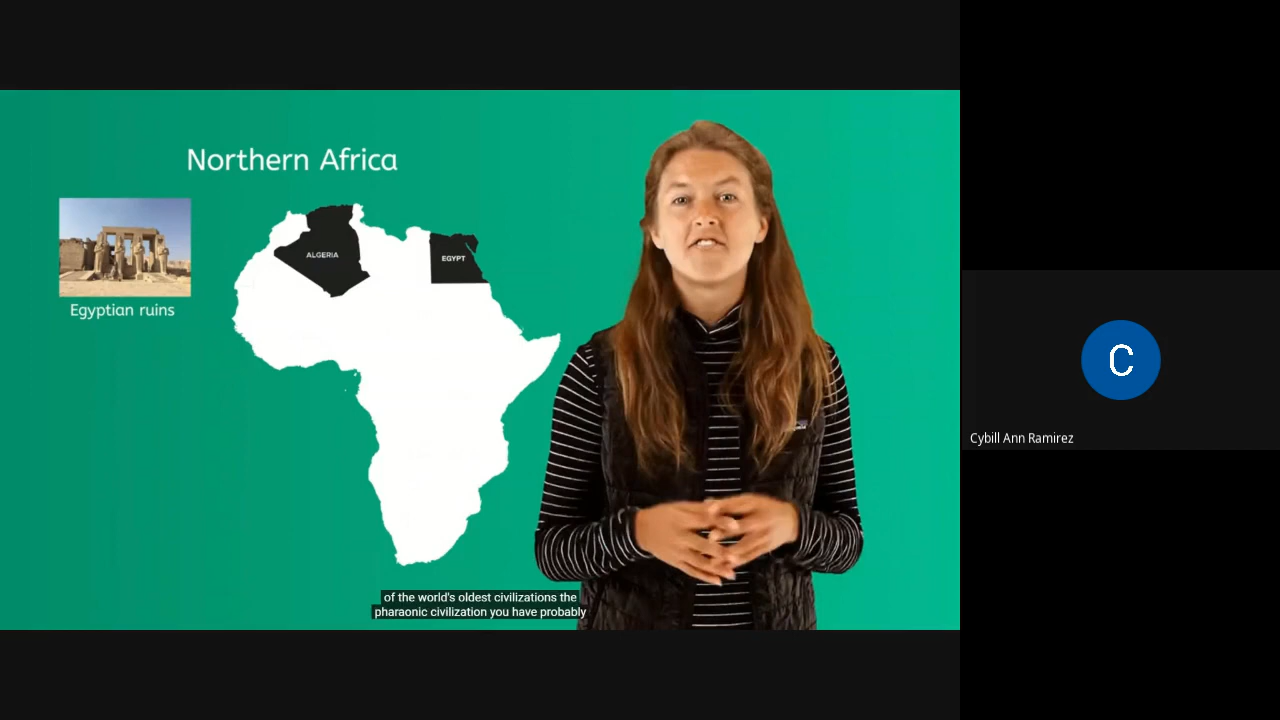 Northern Africa
ALGERIA
EGYPT
Egyptian ruins
of the world's oldest civilizations the
pharaonic civilization you have probably
C
Cybill Ann Ramirez